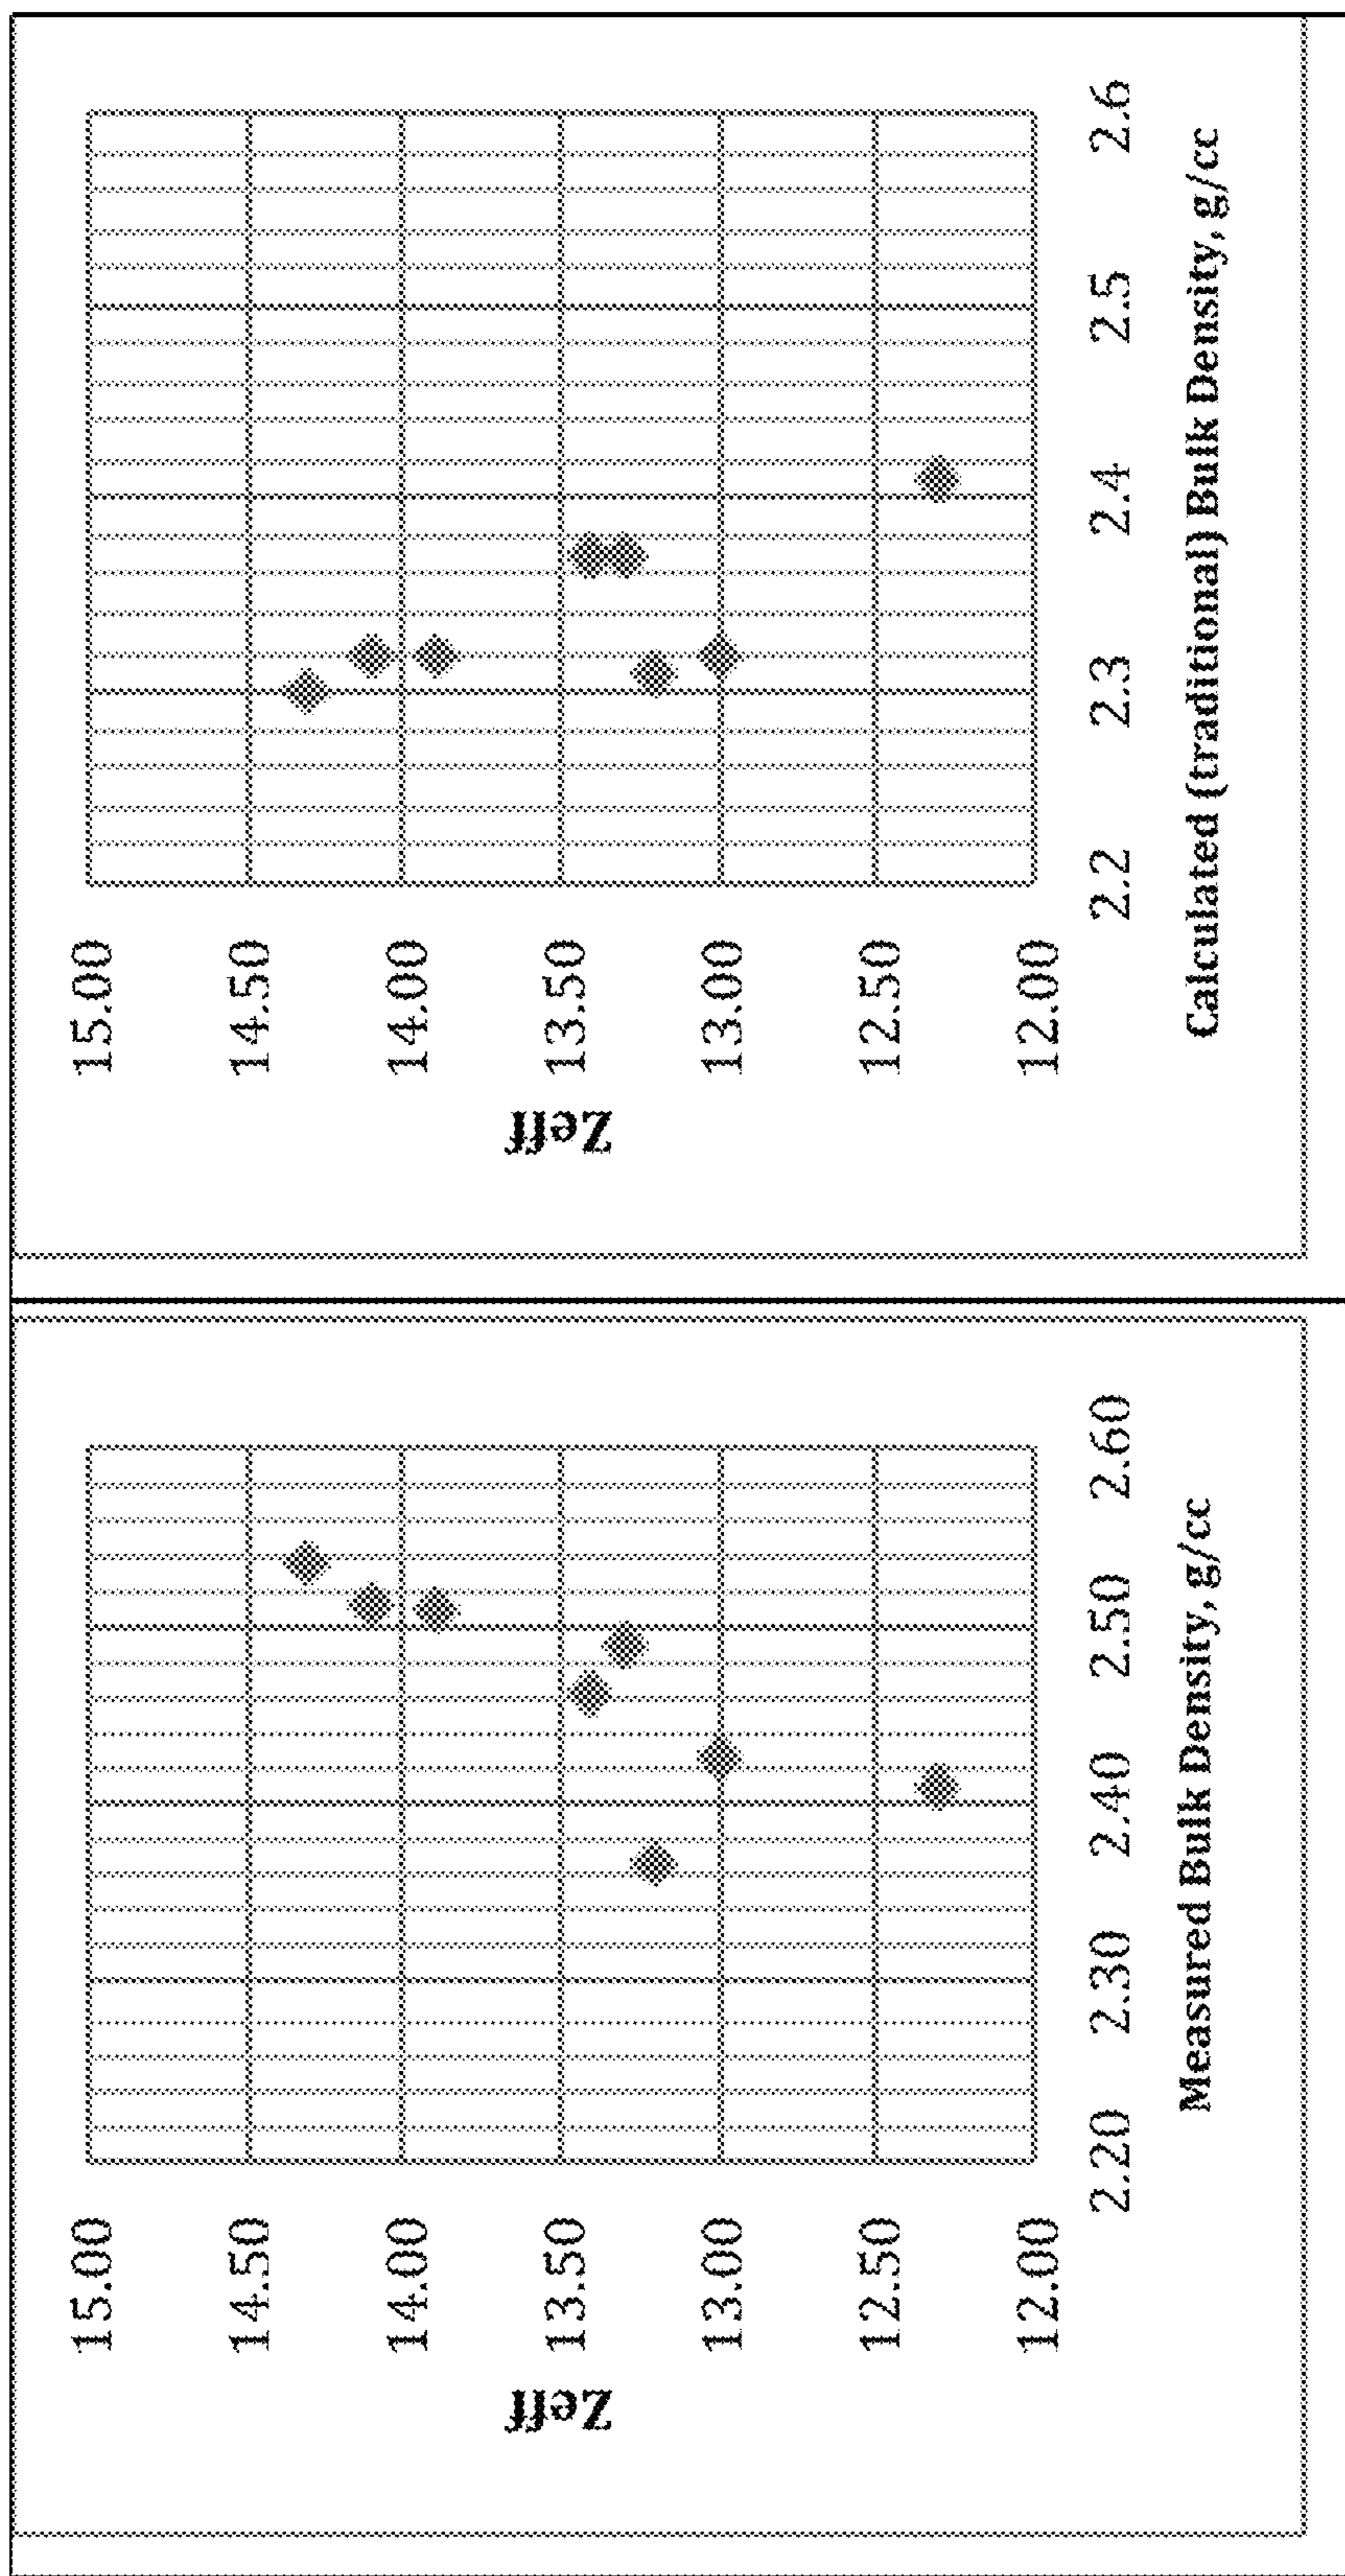 Zeff
15.00
14.50
14.00
13.50
13.00
12.50
12.00
2.20 2.30 2.40 2.50 2.60
Measured Bulk Density, g/cc
Zeff
15.00
14.50
14.00
13.50
13.00
12.50
12.00
2.2 2.3 2.4 2.5 2.6
Calculated (traditional) Bulk Density, g/cc